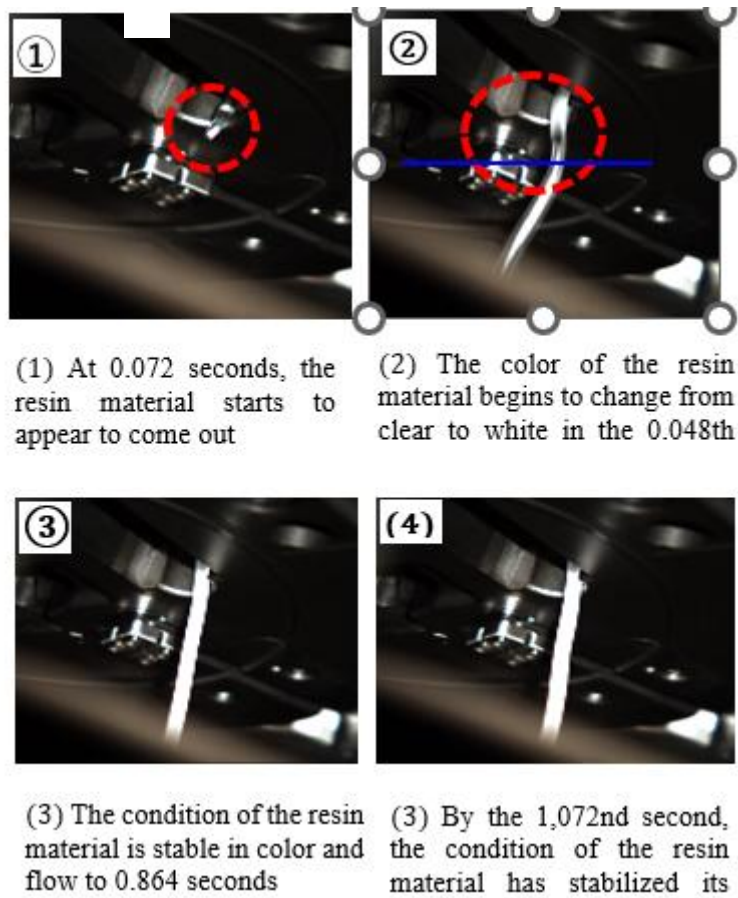 ①
②
(1) At 0.072 seconds, the
resin material starts to
appear to come out
(2) The color of the resin
material begins to change from
clear to white in the 0.048th
③
(4)
(3) The condition of the resin
material is stable in color and
flow to 0.864 seconds
(3) By the 1,072nd second,
the condition of the resin
material has stabilized its